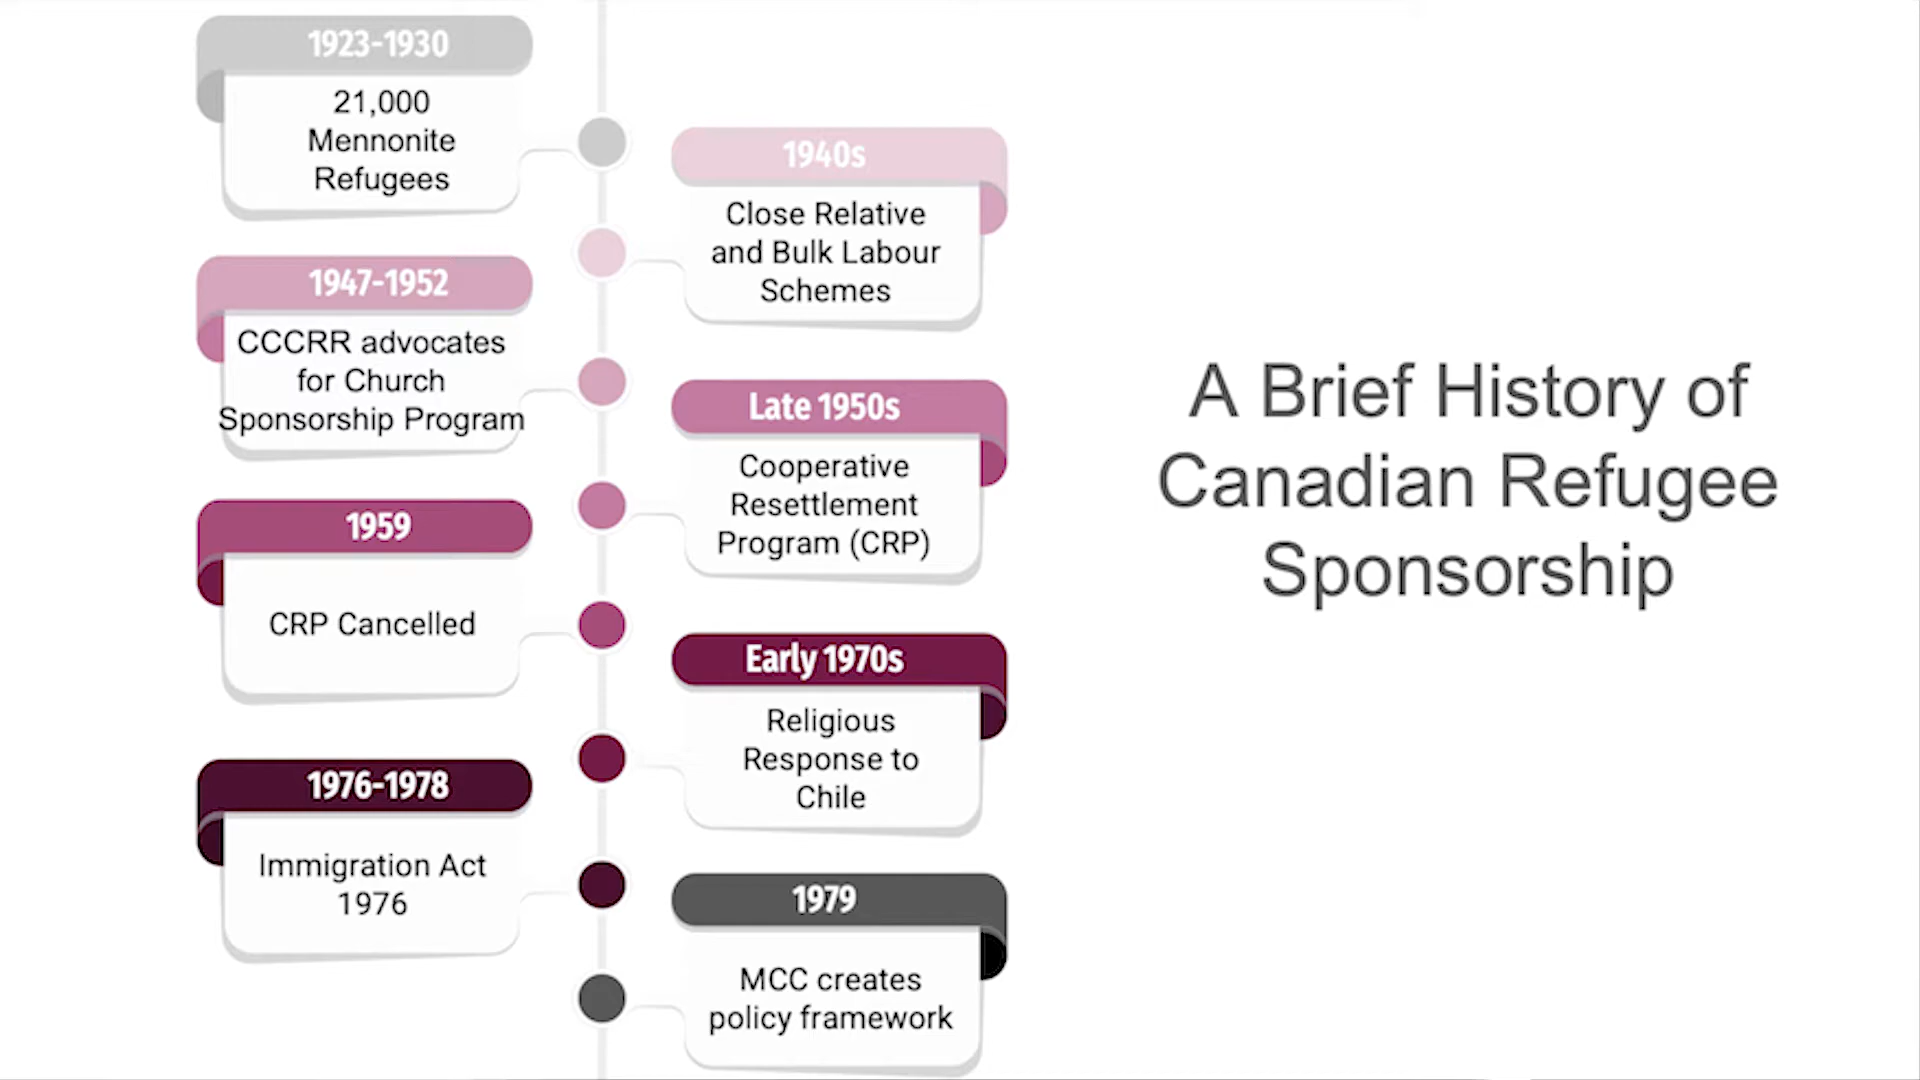 1923-1930
21,000
Mennonite
Refugees
1940s
Close Relative
and Bulk Labour
Schemes
1947-1952
CCCRR advocates
for Church
Sponsorship Program
Late 1950s
Cooperative
Resettlement
Program (CRP)
1959
CRP Cancelled
Early 1970s
Religious
Response to
Chile
1976-1978
Immigration Act
1976
1979
MCC creates
policy framework
A Brief History of
Canadian Refugee
Sponsorship